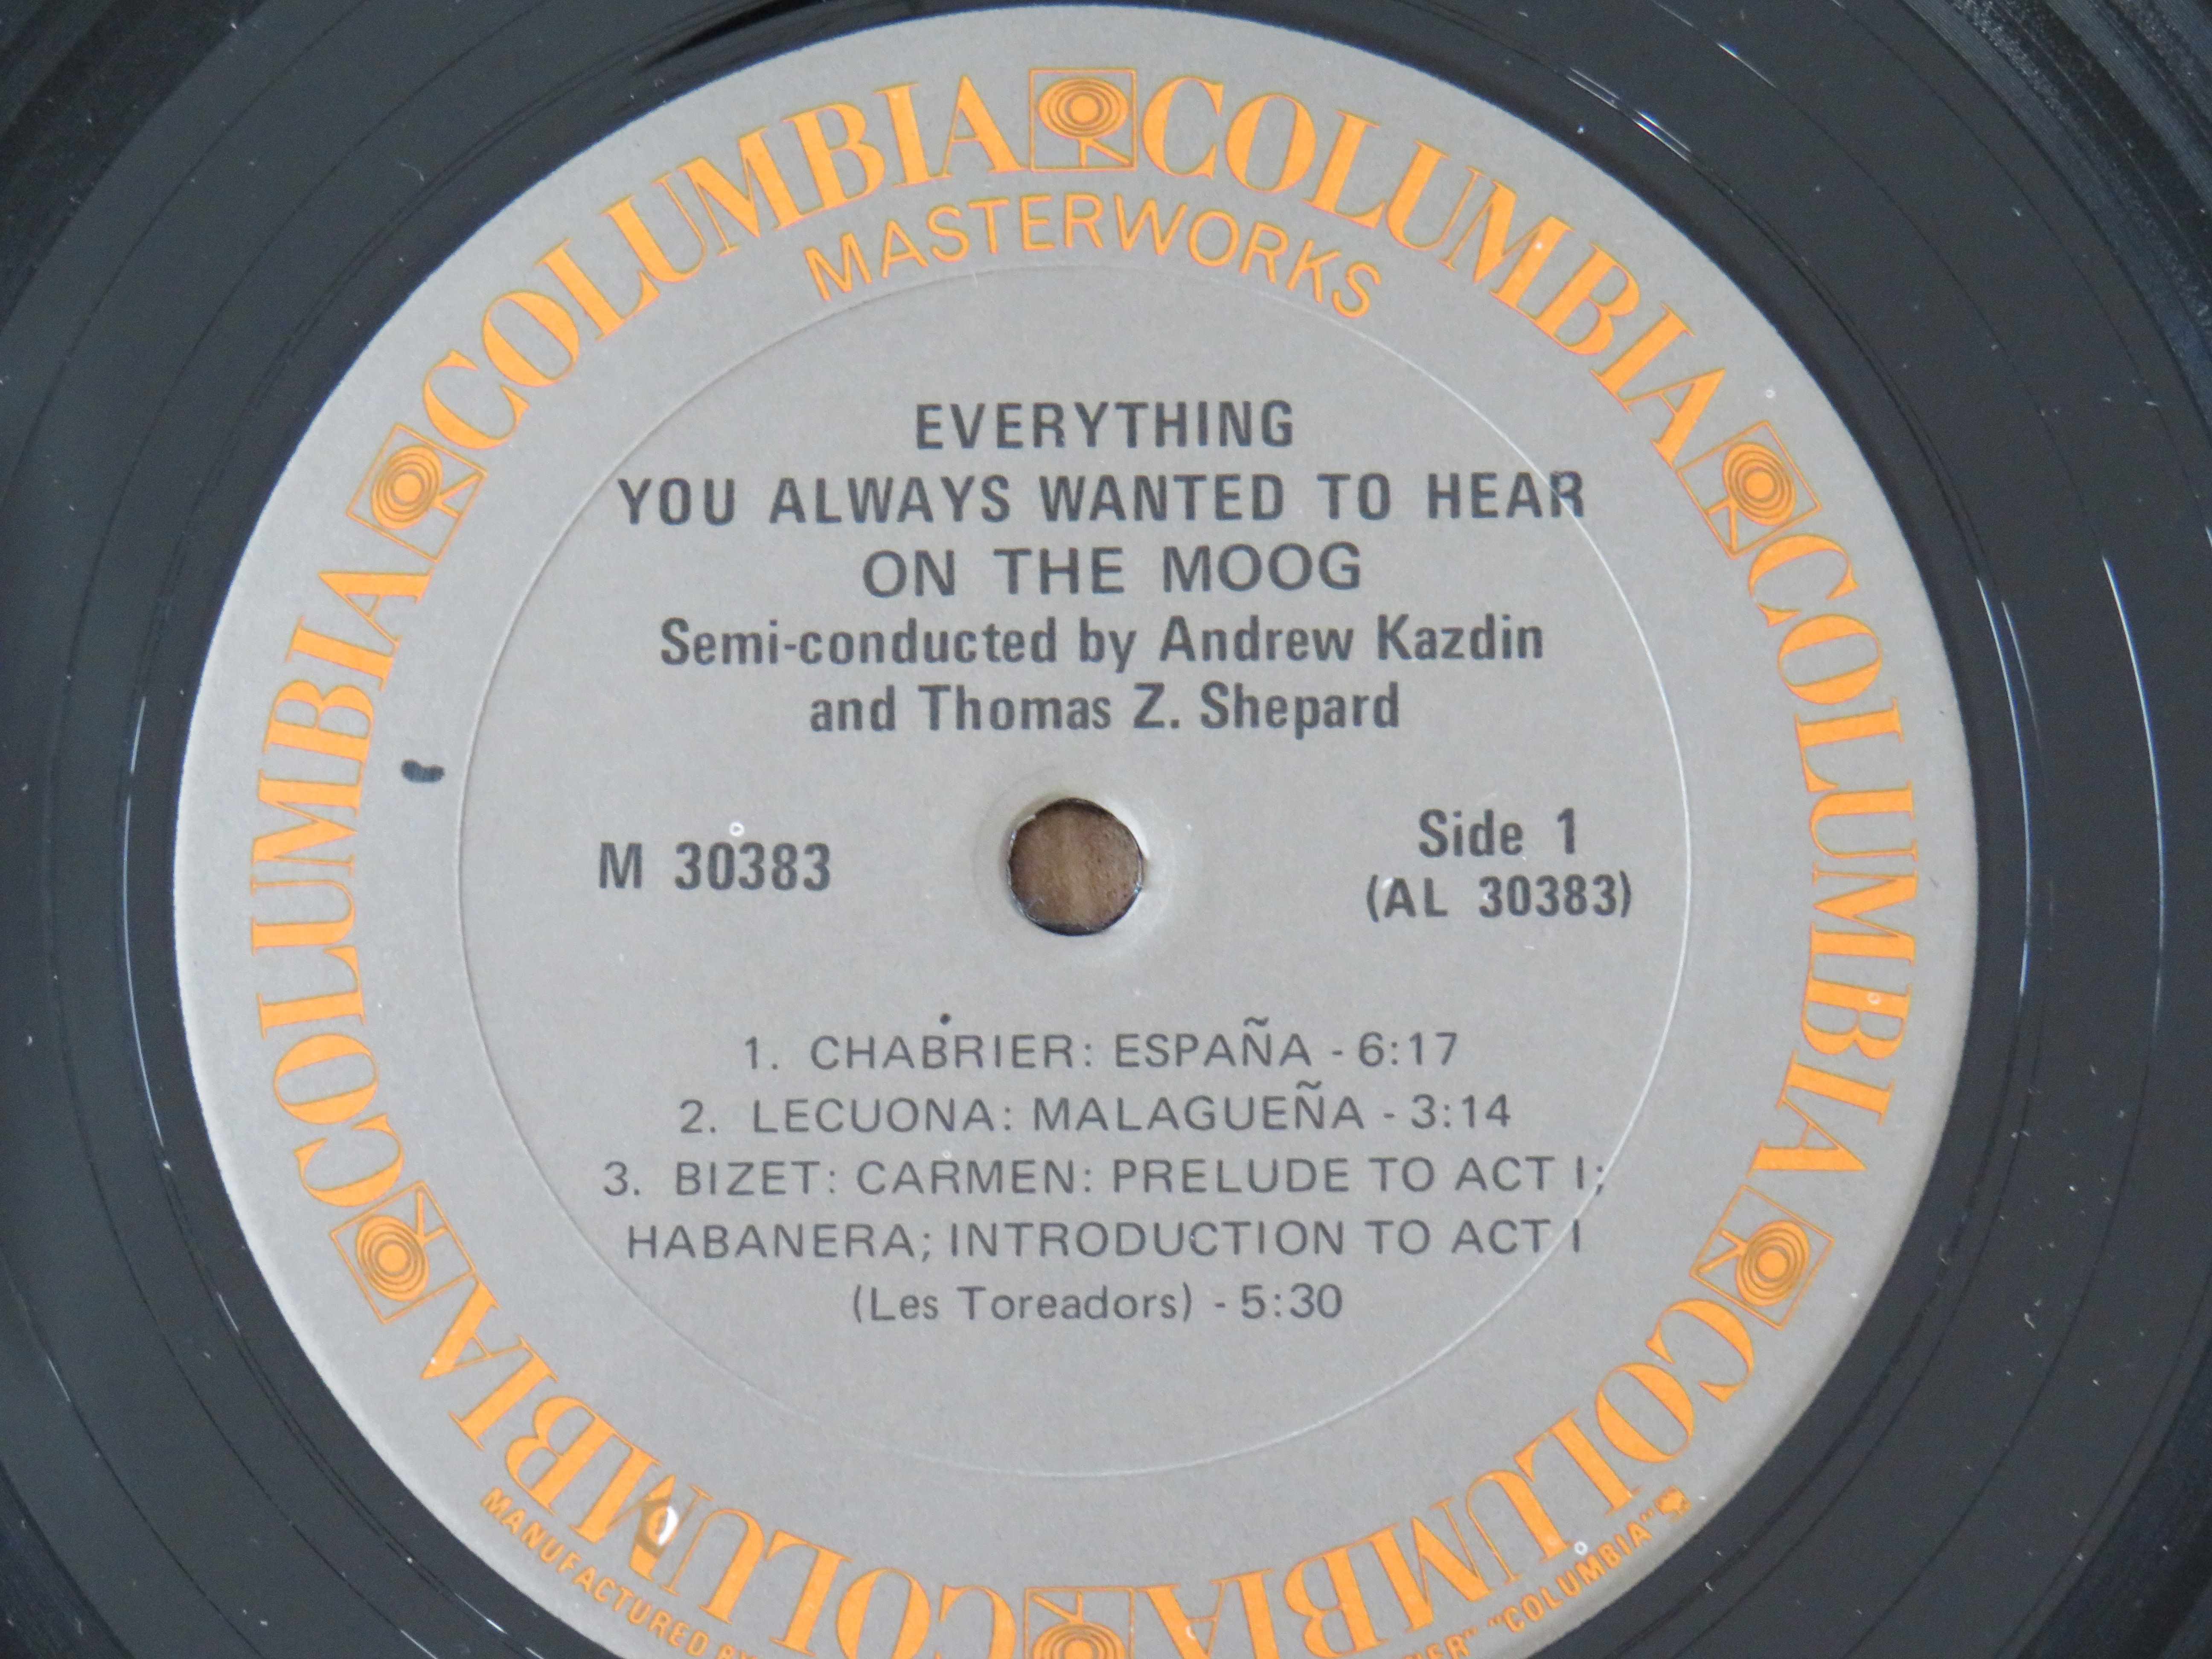 COLUMBIA COLUMBIA COLUMBIA COLUMBIA COLUMBIA COLUMBIA
MASTERWORKS
EVERYTHING
YOU ALWAYS WANTED TO HEAR
ON THE MOOG
Semi-conducted by Andrew Kazdin
and Thomas Z. Shepard
M 30383
Side 1
(AL 30383)
1. CHABRIER: ESPAÑA - 6:17
2. LECUONA: MALAGUEÑA - 3:14
3. BIZET: CARMEN: PRELUDE TO ACT I;
HABANERA; INTRODUCTION TO ACT I
(Les Toreadors) - 5:30
MANUFACTURED BY
"COLUMBIA"